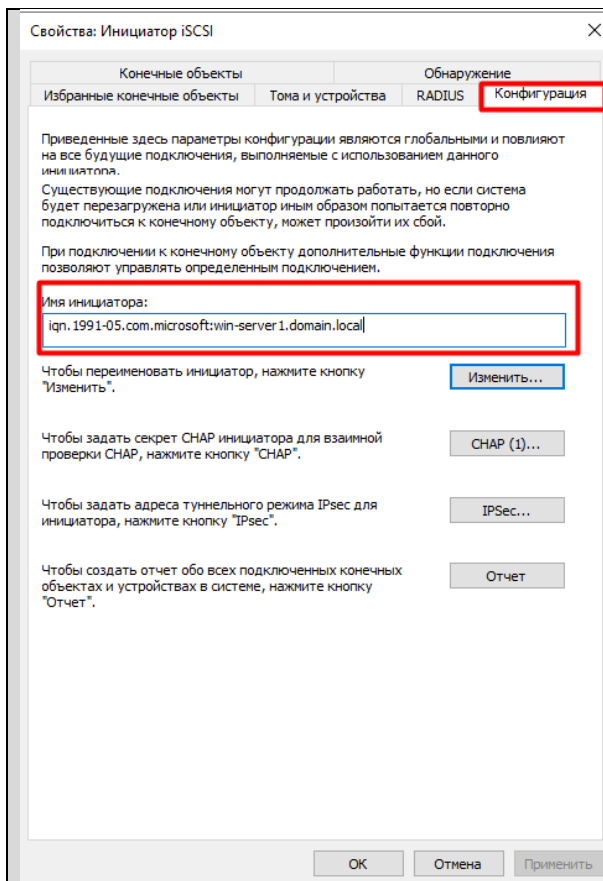 Свойства: Инициатор iSCSI
Конечные объекты
Обнаружение
Избранные конечные объекты
Тома и устройства
RADIUS
Конфигурация
Приведенные здесь параметры конфигурации являются глобальными и повлияют
на все будущие подключения, выполняемые с использованием данного
инициатора.
Существующие подключения могут продолжать работать, но если система
будет перезагружена или инициатор иным образом попытается повторно
подключиться к конечному объекту, может произойти их сбой.
При подключении к конечному объекту дополнительные функции подключения
позволяют управлять определенным подключением.
Имя инициатора:
iqn.1991-05.com.microsoft:win-server1.domain.local
Чтобы переименовать инициатор, нажмите кнопку
"Изменить".
Изменить...
Чтобы задать секрет CHAP инициатора для взаимной
проверки CHAP, нажмите кнопку "CHAP".
CHAP (1)...
Чтобы задать адреса туннельного режима IPsec для
инициатора, нажмите кнопку "IPsec".
IPSec...
Чтобы создать отчет обо всех подключенных конечных
объектах и устройствах в системе, нажмите кнопку
"Отчет".
Отчет
ОК
Отмена
Применить